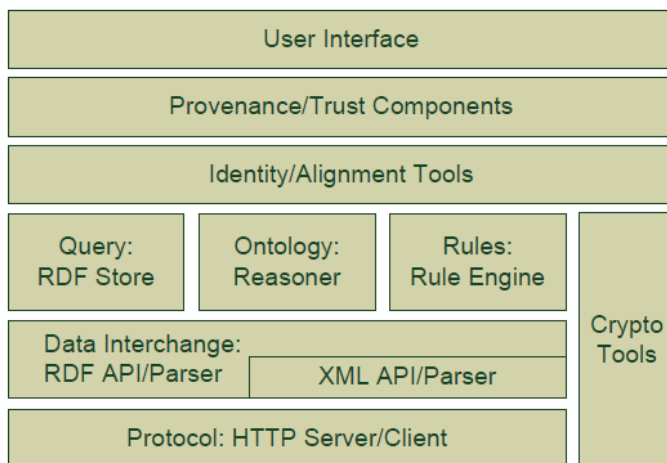 User Interface
Provenance/Trust Components
Identity/Alignment Tools
Query:
RDF Store
Ontology:
Reasoner
Rules:
Rule Engine
Crypto
Tools
Data Interchange:
RDF API/Parser
XML API/Parser
Protocol: HTTP Server/Client